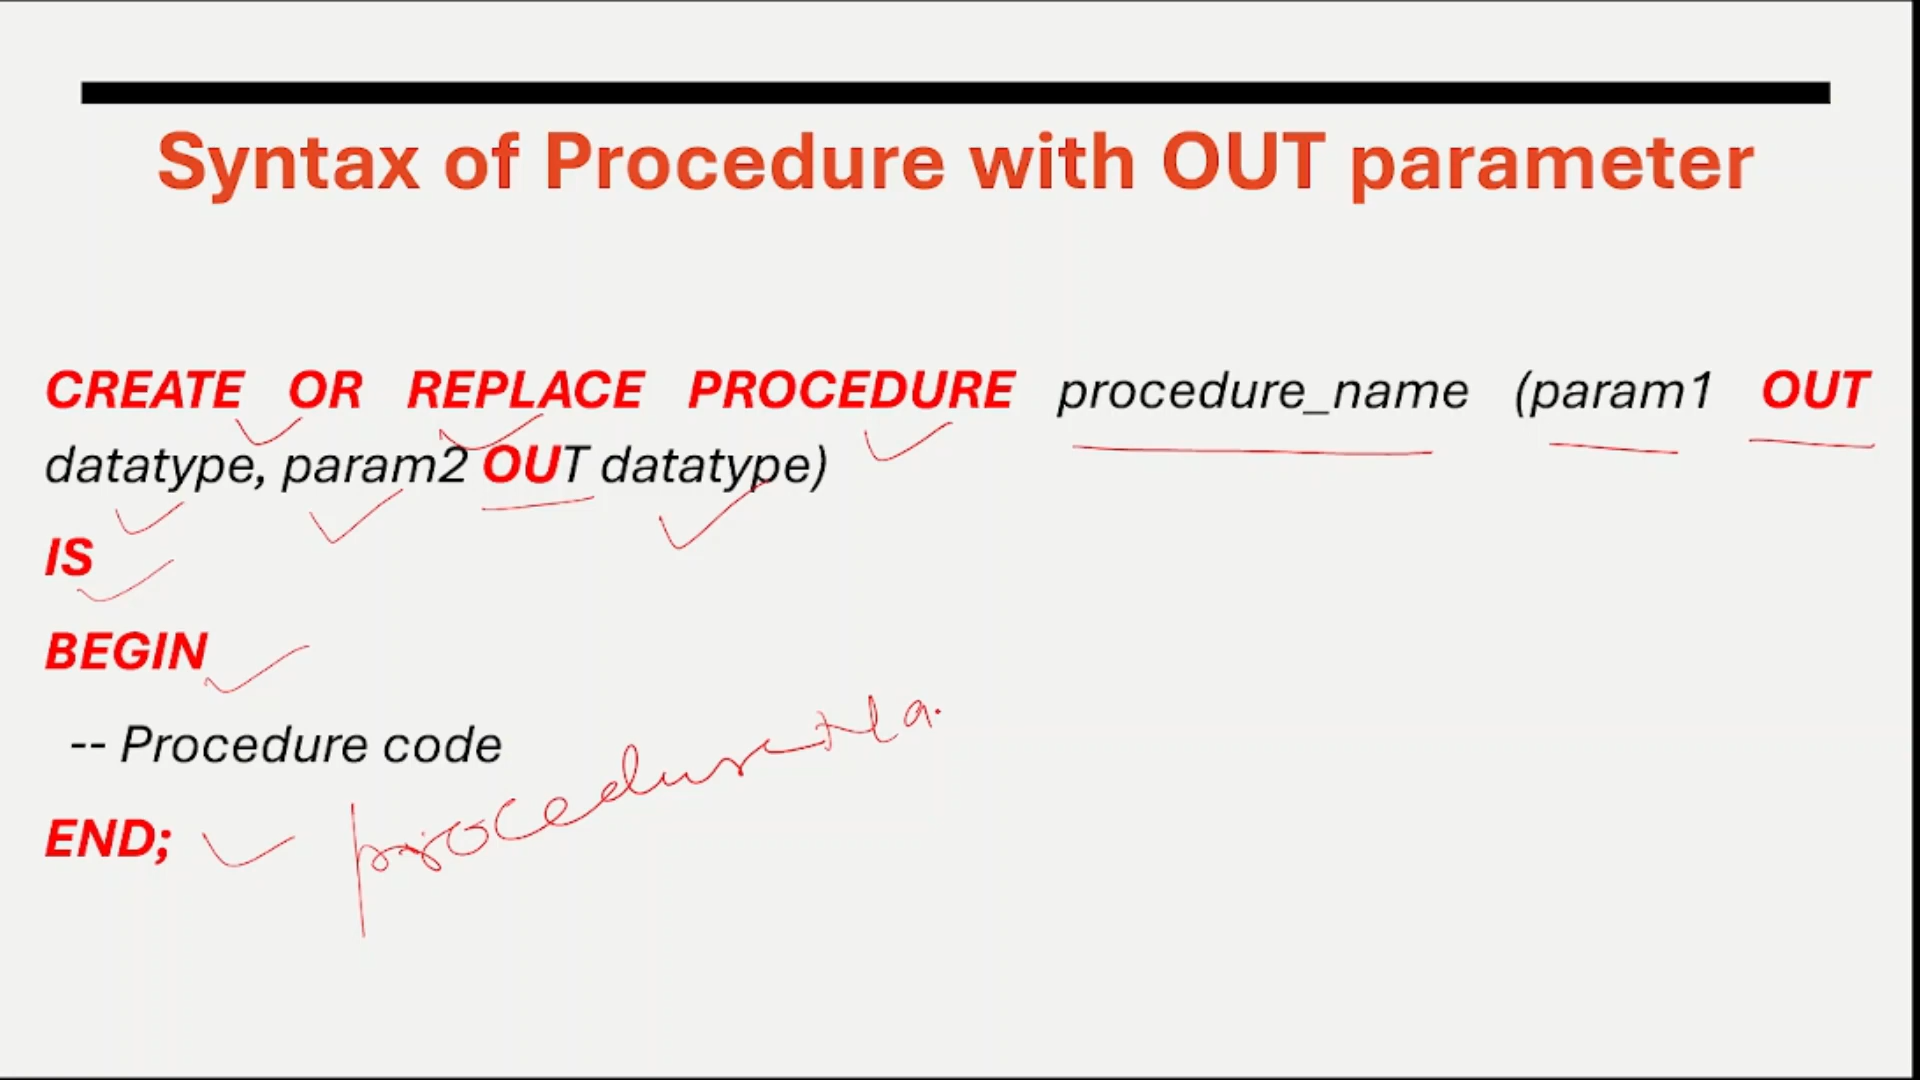 Syntax of Procedure with OUT parameter
CREATE OR REPLACE PROCEDURE procedure_name (param1 OUT
datatype, param2 OUT datatype)
IS
BEGIN
-- Procedure code
END;